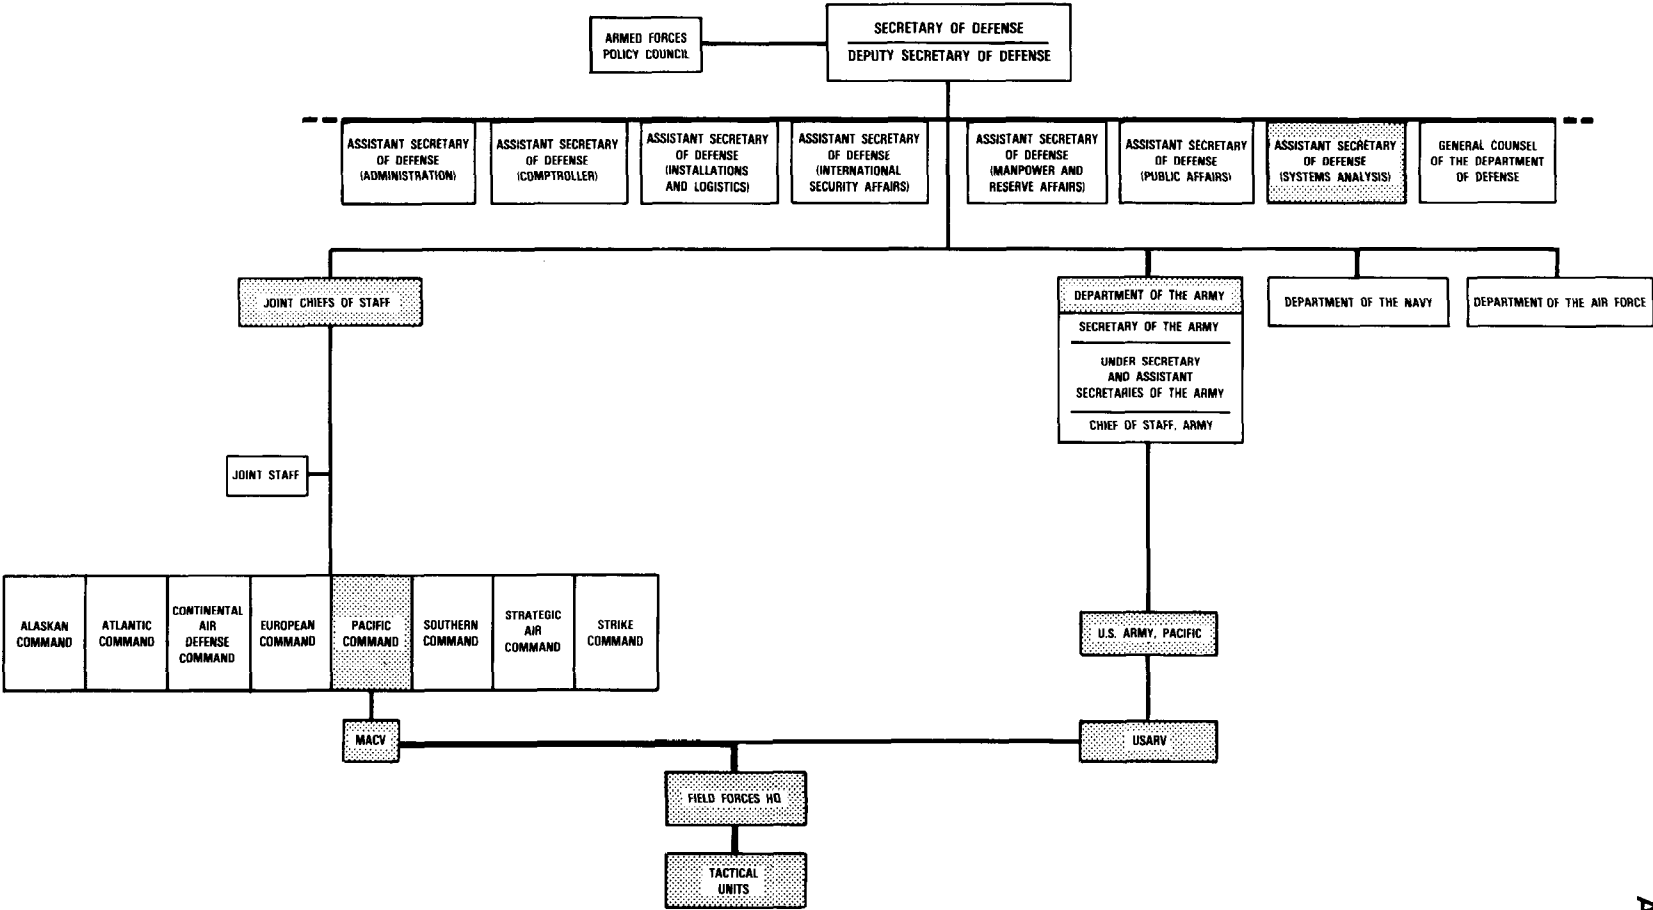 ARMED FORCES
POLICY COUNCIL
SECRETARY OF DEFENSE
DEPUTY SECRETARY OF DEFENSE
ASSISTANT SECRETARY
OF DEFENSE
(ADMINISTRATION)
ASSISTANT SECRETARY
OF DEFENSE
(COMPTROLLER)
ASSISTANT SECRETARY
OF DEFENSE
(INSTALLATIONS
AND LOGISTICS)
ASSISTANT SECRETARY
OF DEFENSE
(INTERNATIONAL
SECURITY AFFAIRS)
ASSISTANT SECRETARY
OF DEFENSE
(MANPOWER AND
RESERVE AFFAIRS)
ASSISTANT SECRETARY
OF DEFENSE
(PUBLIC AFFAIRS)
ASSISTANT SECRETARY
OF DEFENSE
(SYSTEMS ANALYSIS)
GENERAL COUNSEL
OF THE DEPARTMENT
OF DEFENSE
JOINT CHIEFS OF STAFF
DEPARTMENT OF THE ARMY
SECRETARY OF THE ARMY
UNDER SECRETARY
AND ASSISTANT
SECRETARIES OF THE ARMY
CHIEF OF STAFF, ARMY
DEPARTMENT OF THE NAVY
DEPARTMENT OF THE AIR FORCE
JOINT STAFF
ALASKAN
COMMAND
ATLANTIC
COMMAND
CONTINENTAL
AIR
DEFENSE
COMMAND
EUROPEAN
COMMAND
PACIFIC
COMMAND
SOUTHERN
COMMAND
STRATEGIC
AIR
COMMAND
STRIKE
COMMAND
U.S. ARMY, PACIFIC
MACV
USARV
FIELD FORCES HQ
TACTICAL
UNITS